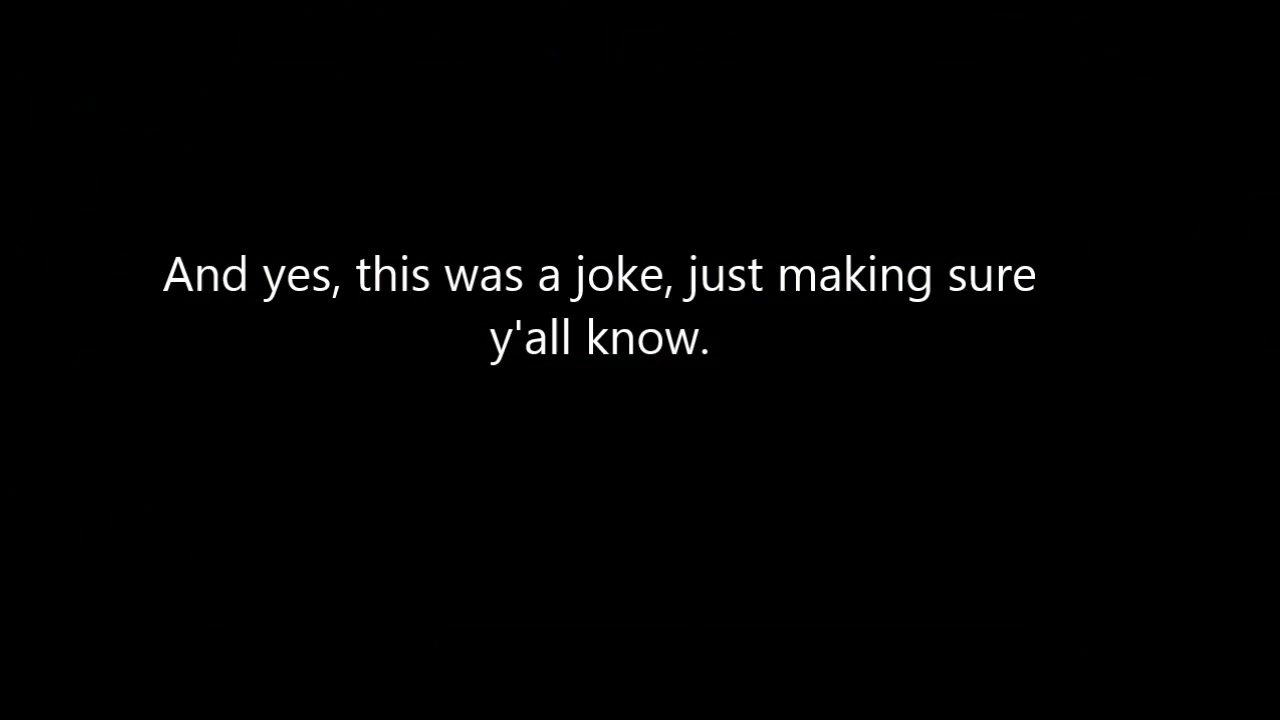 And yes, this was a joke, just making sure
y'all know.